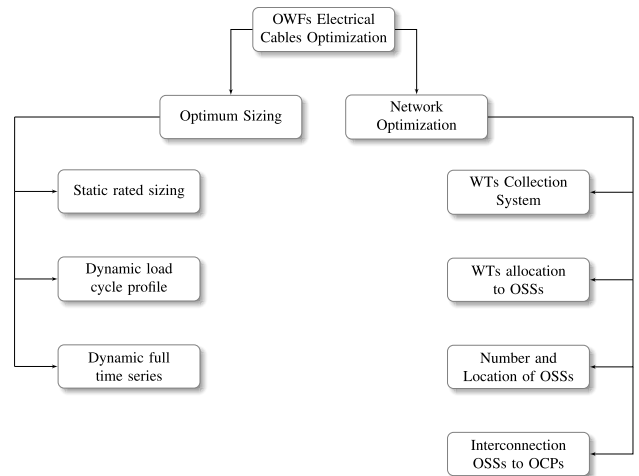 OWFs Electrical
Cables Optimization
Optimum Sizing
Network
Optimization
Static rated sizing
WTs Collection
System
Dynamic load
cycle profile
WTs allocation
to OSSs
Dynamic full
time series
Number and
Location of OSSs
Interconnection
OSSs to OCPs